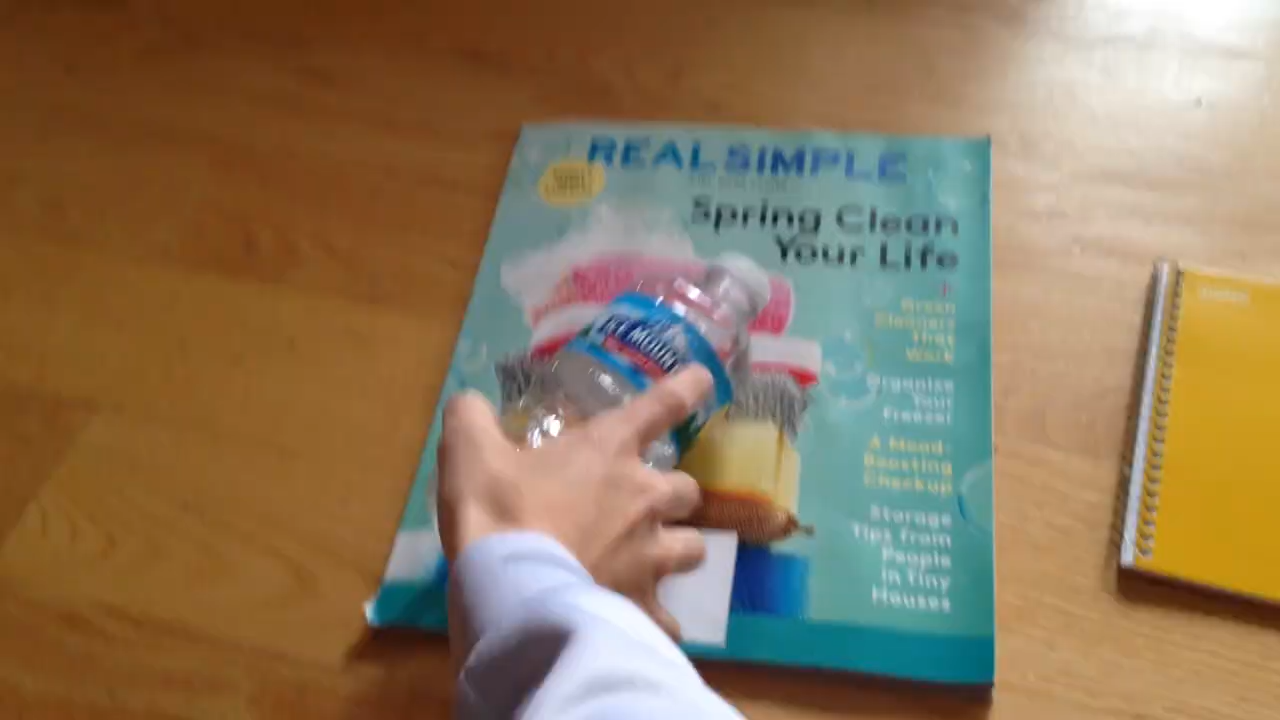 REAL SIMPLE
Spring Clean
Your Life
+
Green
Cleaners
That
Work
Organize
Your
Freezer
A Mood-
Boosting
Checkup
Storage
Tips from
People
in Tiny
Houses